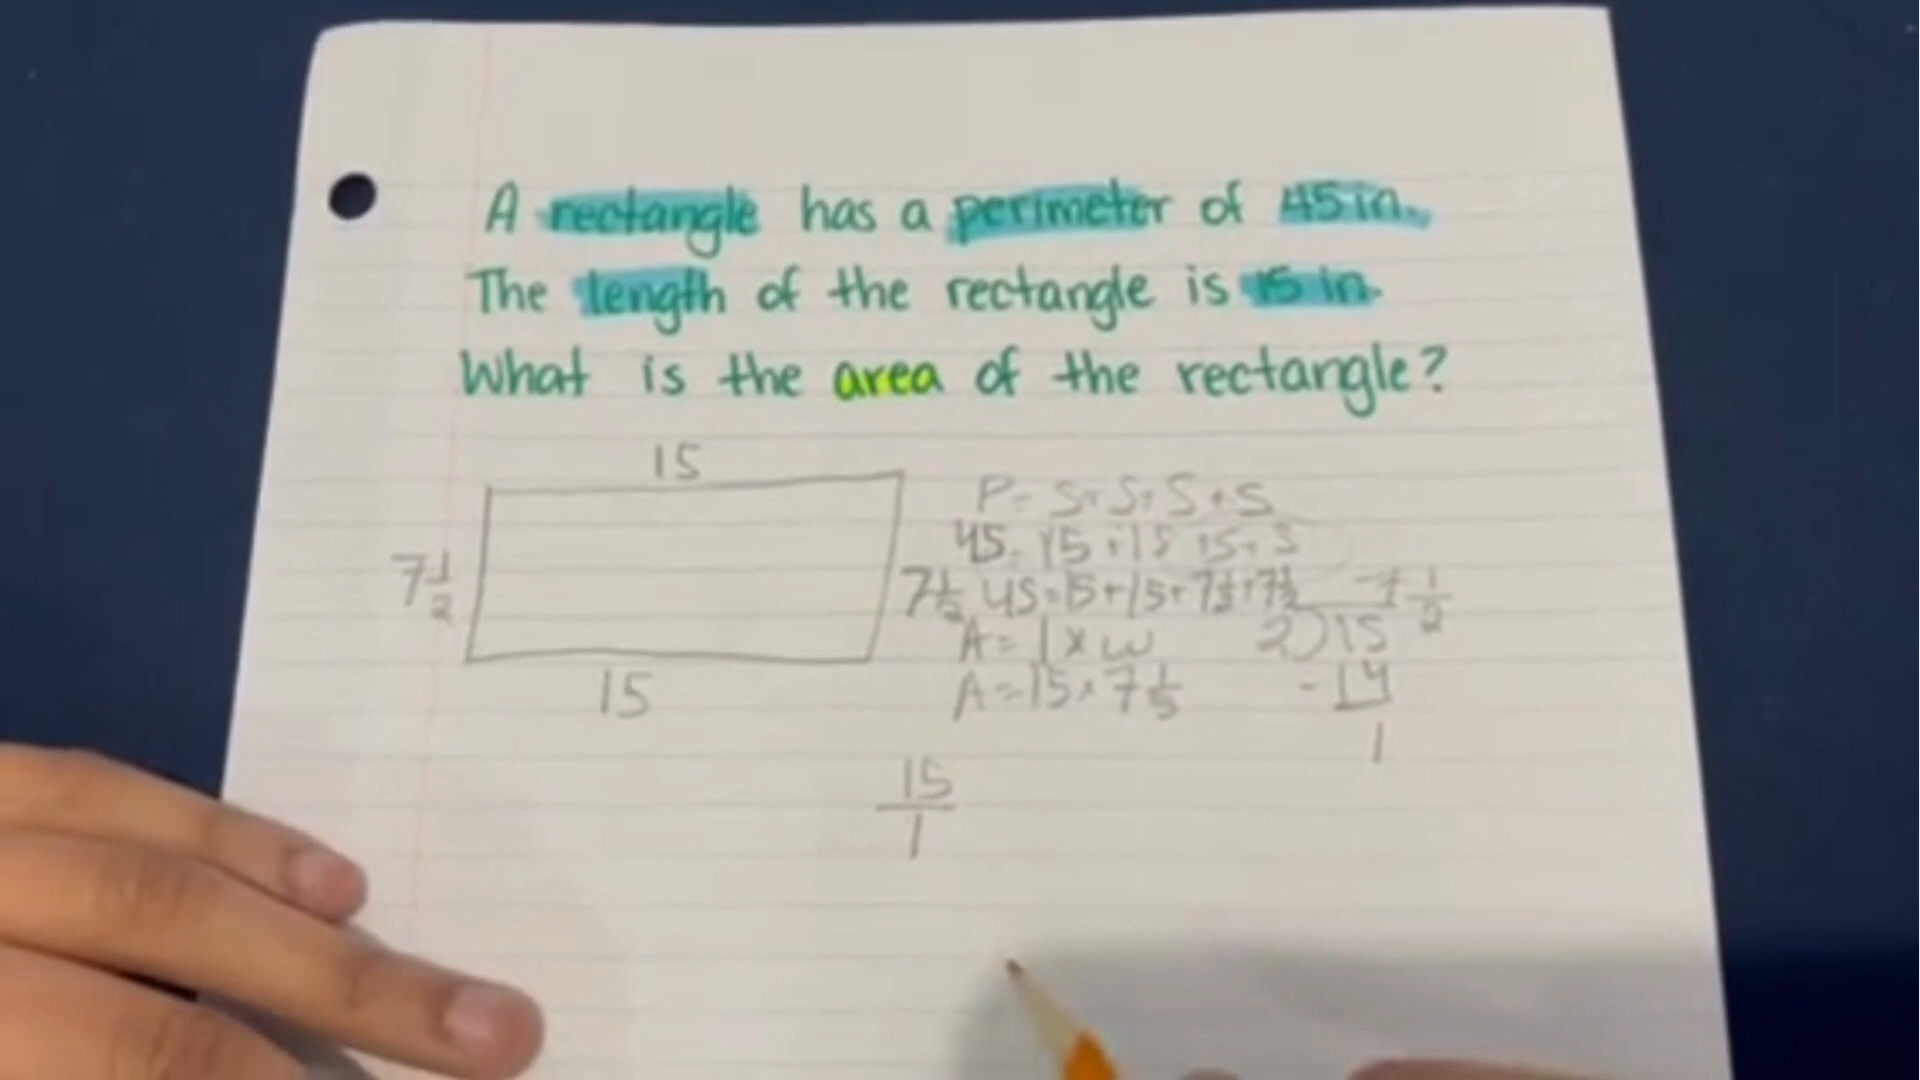 A rectangle has a perimeter of 45 in.
The length of the rectangle is 15 in.
What is the area of the rectangle?
15
7 1/2
15
7 1/2
P = S + S + S + S
45 = 15 + 15 + S + S
45 = 15 + 15 + 7 1/2 + 7 1/2
A = l x w
A = 15 x 7 1/5
7 1/2
2)15
- 14
1
15/1